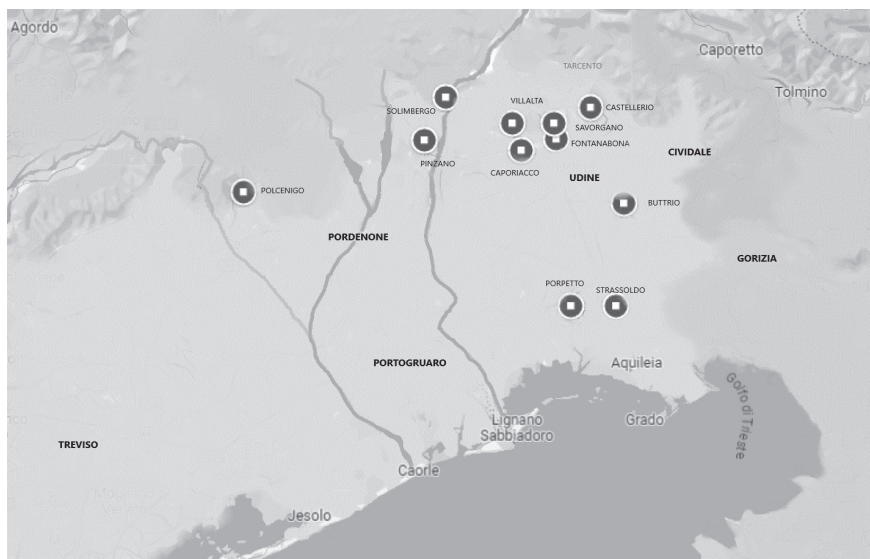 Agordo
Caporetto
TARCENTO
Tolmino
VILLALTA
CASTELLERIO
SOLIMBERGO
SAVORGANO
FONTANABONA
PINZANO
CAPORIACCO
CIVIDALE
UDINE
POLCENIGO
BUTTRIO
PORDENONE
GORIZIA
PORPETTO
STRASSOLDO
PORTOGRUARO
Aquileia
Golfo di Trieste
Lignano
Sabbiadoro
Grado
TREVISO
Caorle
Jesolo